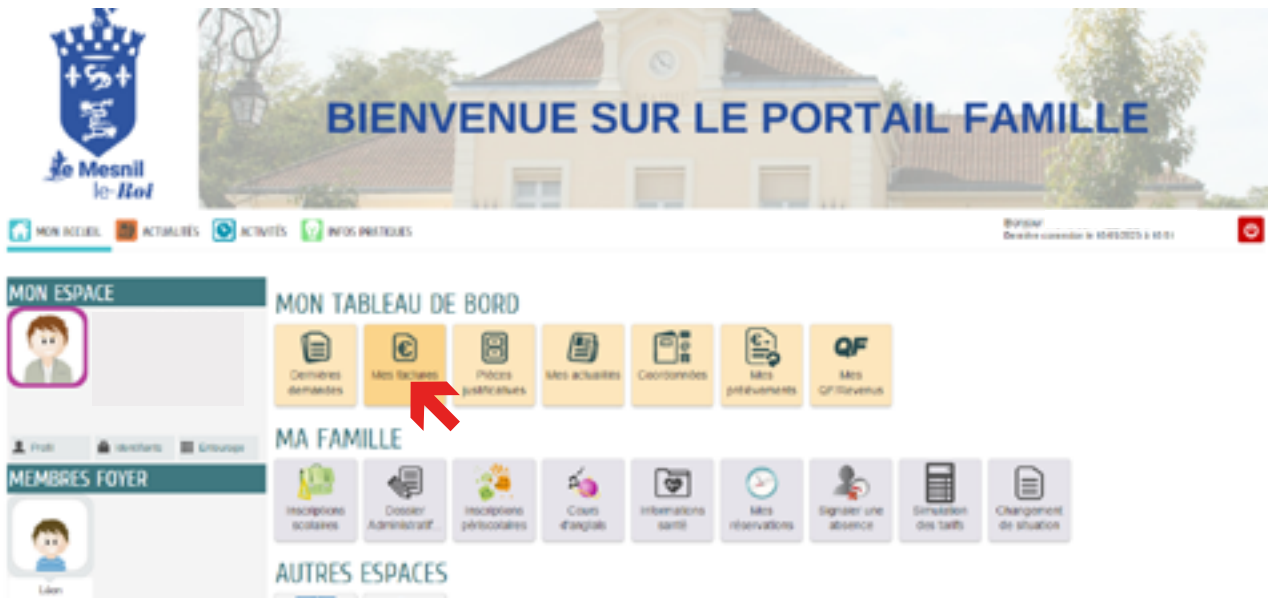 Le Mesnil
le-Roi
BIENVENUE SUR LE PORTAIL FAMILLE
MON ACCUEIL ACTUALITÉS ACTIVITÉS INFOS PRATIQUES
Bonjour
Dernière connexion le
MON ESPACE
Profil Identifiants Entourage
MEMBRES FOYER
Léon
MON TABLEAU DE BORD
Dernières
demandes
Mes factures
Pièces
justificatives
Mes actualités
Coordonnées
Mes
prélèvements
QF
Mes
QF/Revenus
MA FAMILLE
Inscriptions
scolaires
Dossier
Administratif...
Inscriptions
périscolaires
Cours
d'anglais
Informations
santé
Mes
réservations
Signaler une
absence
Simulation
des tarifs
Changement
de situation
AUTRES ESPACES